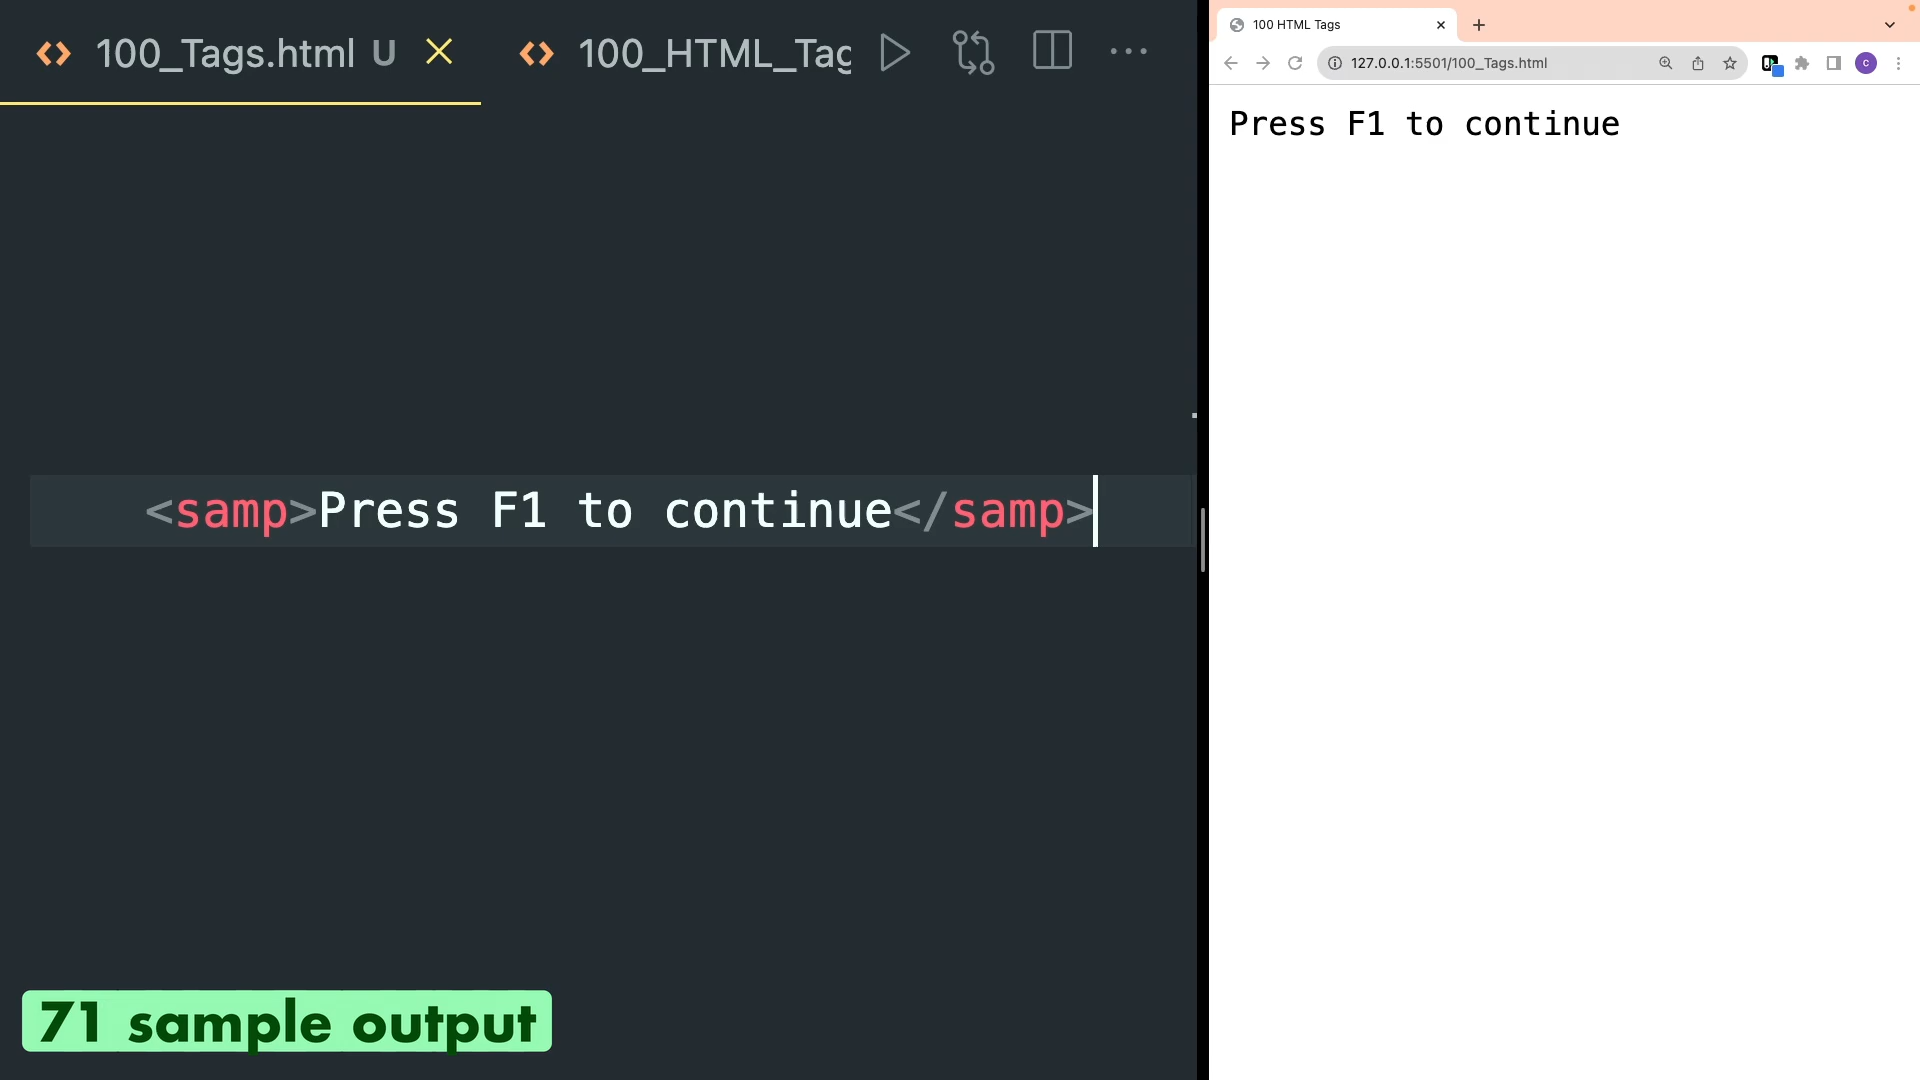 100_Tags.html U
100_HTML_Tag
<samp>Press F1 to continue</samp>
71 sample output
100 HTML Tags
127.0.0.1:5501/100_Tags.html
c
Press F1 to continue